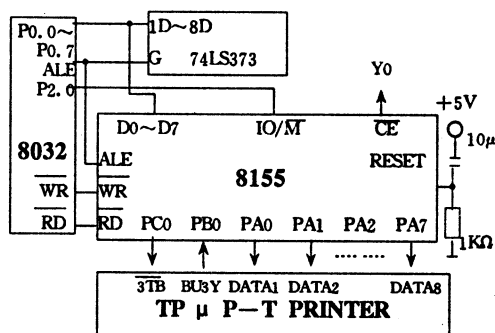 P0.0~
P0.7
ALE
P2.0
8032
WR
RD
1D~8D
G 74LS373
Y0
+5V
10μ
1KΩ
D0~D7 IO/M CE
RESET
ALE
8155
WR
RD PC0 PB0 PA0 PA1 PA2 PA7
3TB BU3Y DATA1 DATA2 DATA8
TP μ P-T PRINTER